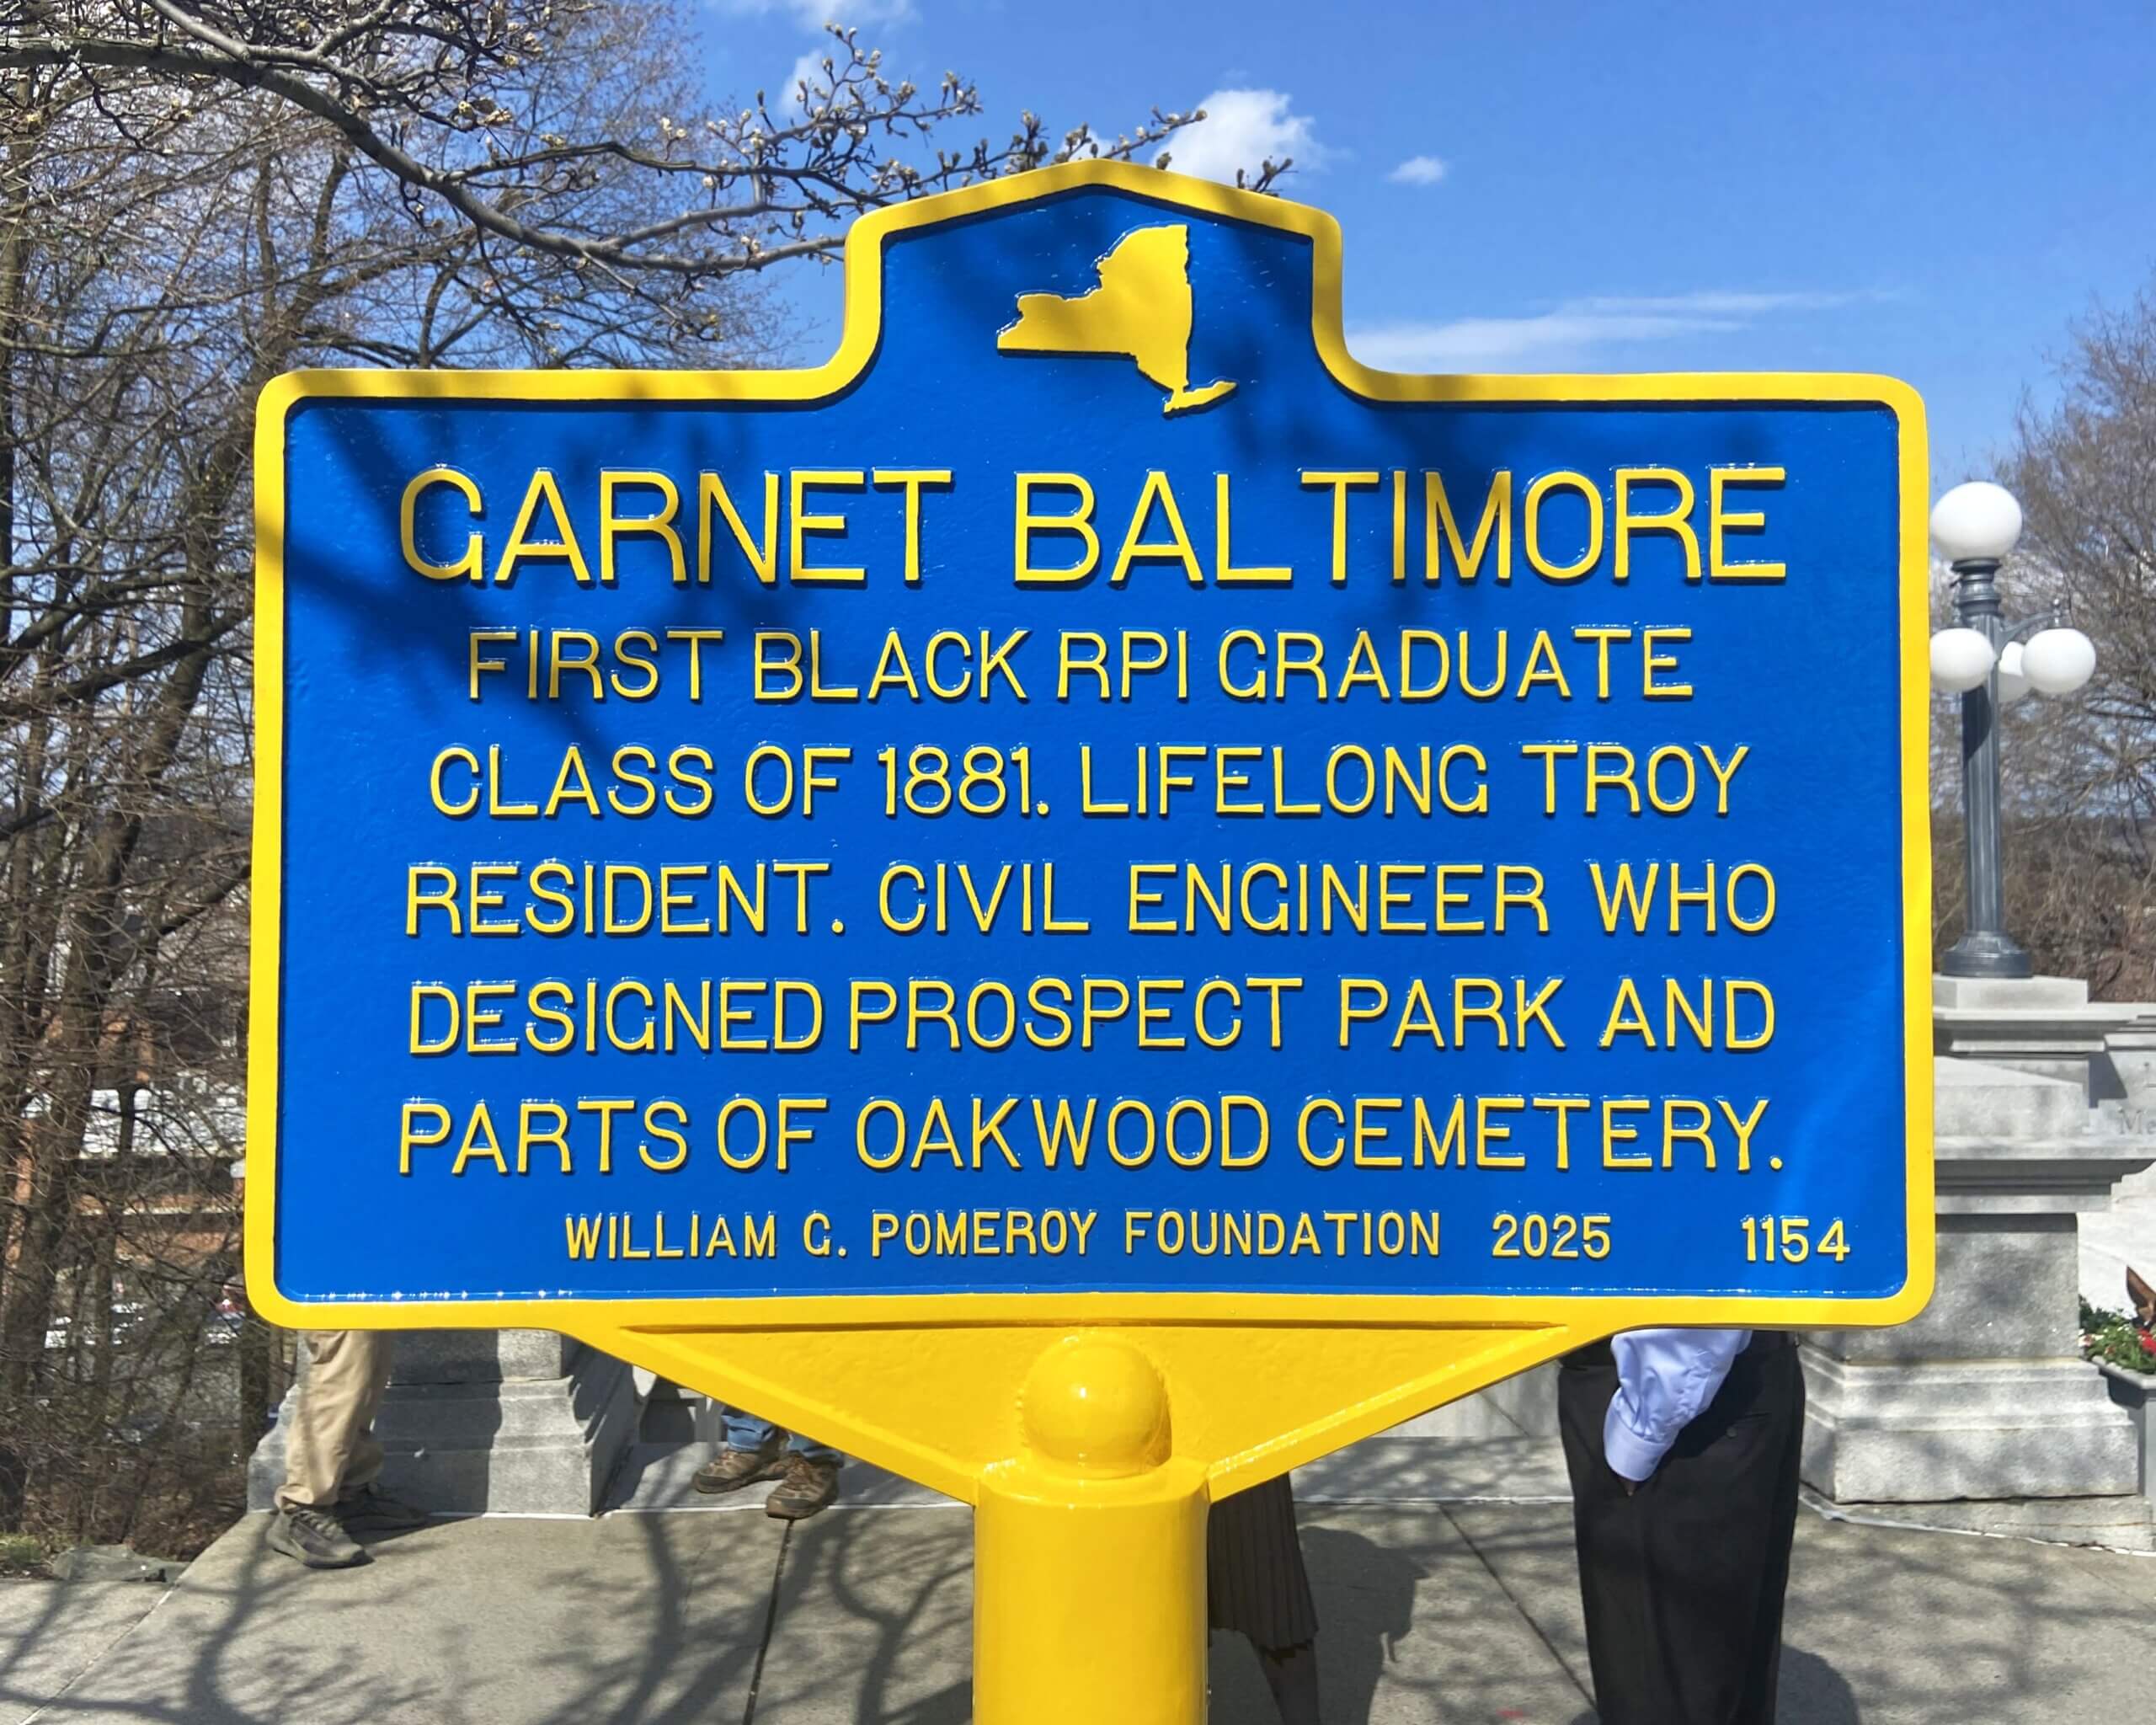 GARNET BALTIMORE
FIRST BLACK RPI GRADUATE
CLASS OF 1881. LIFELONG TROY
RESIDENT. CIVIL ENGINEER WHO
DESIGNED PROSPECT PARK AND
PARTS OF OAKWOOD CEMETERY.
WILLIAM G. POMEROY FOUNDATION 2025 1154